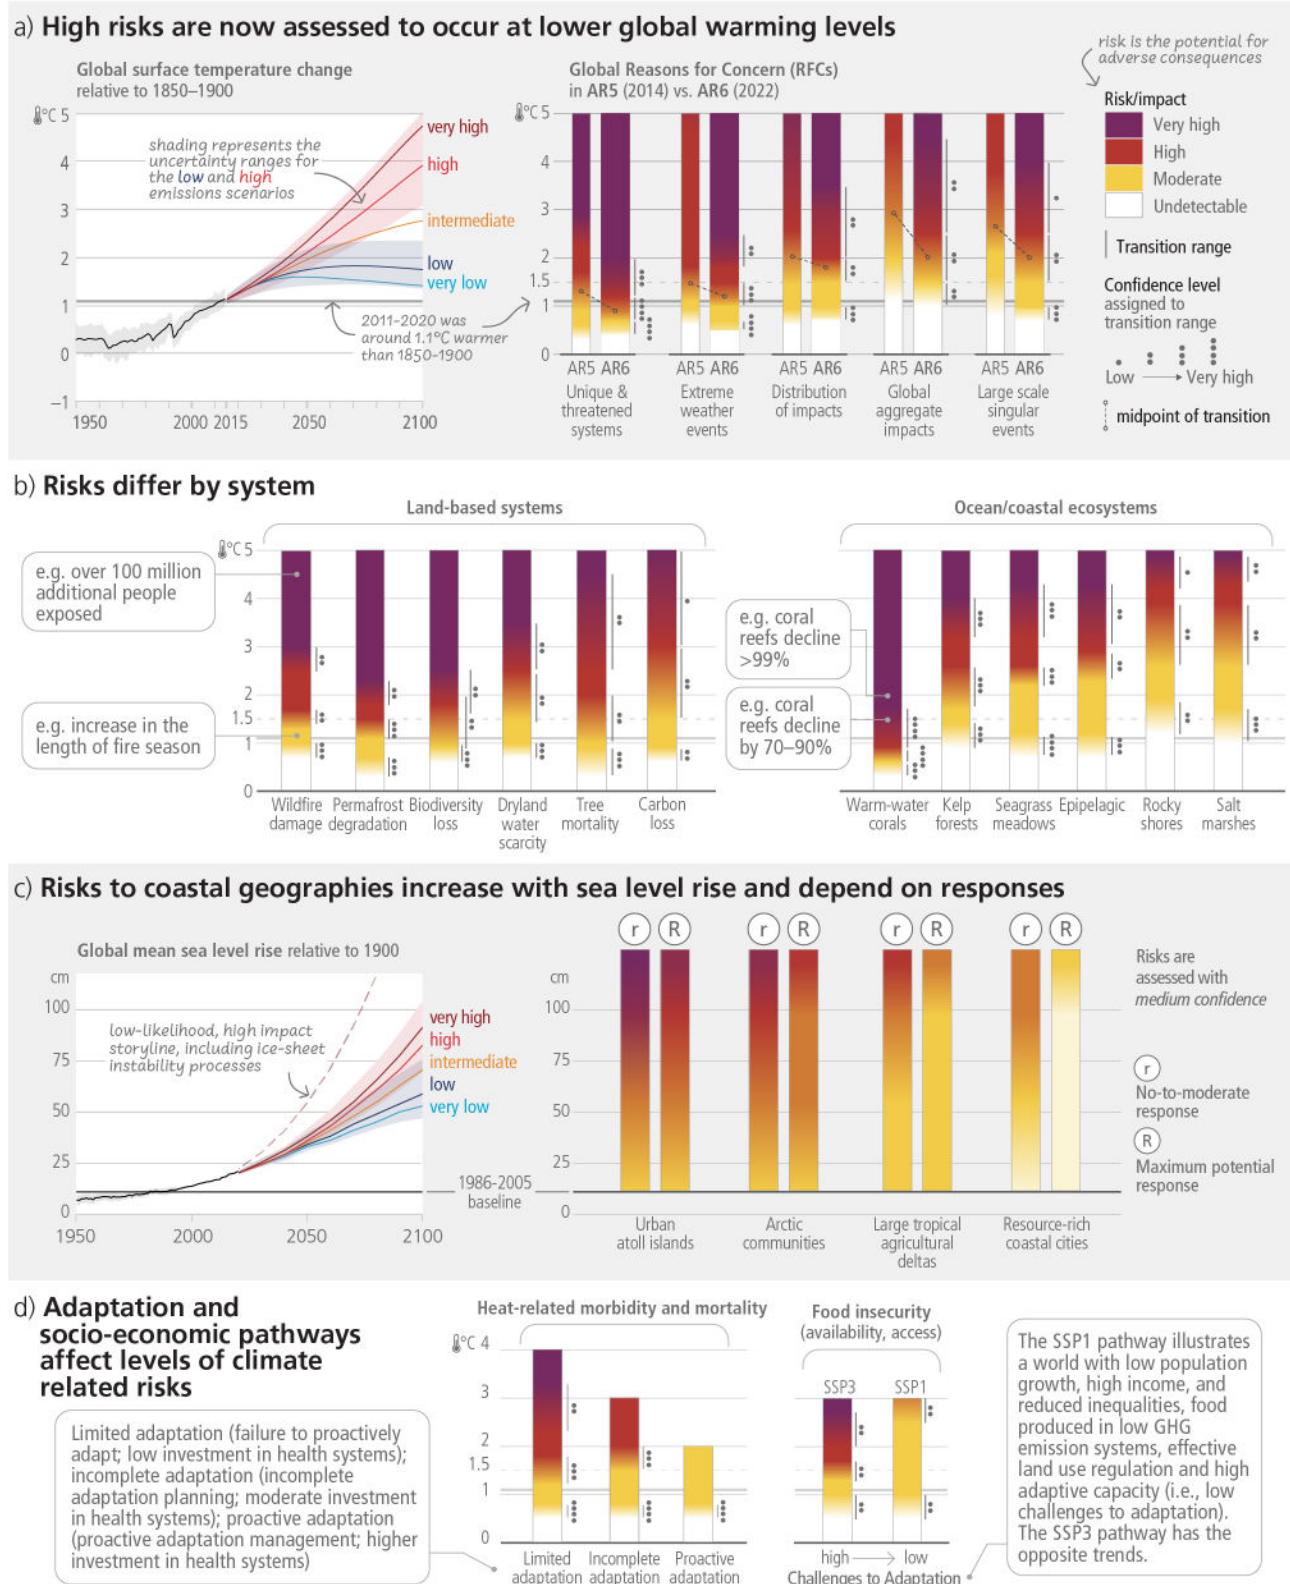 a) High risks are now assessed to occur at lower global warming levels
risk is the potential for
adverse consequences
Global surface temperature change
relative to 1850–1900
°C 5
4
3
2
1
0
–1
1950
2000 2015
2050
2100
shading represents the
uncertainty ranges for
the low and high
emissions scenarios
very high
high
intermediate
low
very low
2011–2020 was
around 1.1°C warmer
than 1850-1900
Global Reasons for Concern (RFCs)
in AR5 (2014) vs. AR6 (2022)
°C 5
4
3
2
1.5
1
0
AR5 AR6
Unique &
threatened
systems
AR5 AR6
Extreme
weather
events
AR5 AR6
Distribution
of impacts
AR5 AR6
Global
aggregate
impacts
AR5 AR6
Large scale
singular
events
Risk/impact
Very high
High
Moderate
Undetectable
Transition range
Confidence level
assigned to
transition range
Low
Very high
midpoint of transition
b) Risks differ by system
Land-based systems
°C 5
4
3
2
1.5
1
0
e.g. over 100 million
additional people
exposed
e.g. increase in the
length of fire season
Wildfire
damage
Permafrost
degradation
Biodiversity
loss
Dryland
water
scarcity
Tree
mortality
Carbon
loss
Ocean/coastal ecosystems
e.g. coral
reefs decline
>99%
e.g. coral
reefs decline
by 70–90%
Warm-water
corals
Kelp
forests
Seagrass
meadows
Epipelagic
Rocky
shores
Salt
marshes
c) Risks to coastal geographies increase with sea level rise and depend on responses
Global mean sea level rise relative to 1900
cm
100
75
50
25
0
1950
2000
2050
2100
low-likelihood, high impact
storyline, including ice-sheet
instability processes
very high
high
intermediate
low
very low
1986-2005
baseline
cm
100
75
50
25
0
r
R
Urban
atoll islands
r
R
Arctic
communities
r
R
Large tropical
agricultural
deltas
r
R
Resource-rich
coastal cities
Risks are
assessed with
medium confidence
r
No-to-moderate
response
R
Maximum potential
response
d) Adaptation and
socio-economic pathways
affect levels of climate
related risks
Limited adaptation (failure to proactively
adapt; low investment in health systems);
incomplete adaptation (incomplete
adaptation planning; moderate investment
in health systems); proactive adaptation
(proactive adaptation management; higher
investment in health systems)
Heat-related morbidity and mortality
°C 4
3
2
1.5
1
0
Limited
adaptation
Incomplete
adaptation
Proactive
adaptation
Food insecurity
(availability, access)
SSP3
SSP1
high
low
Challenges to Adaptation
The SSP1 pathway illustrates
a world with low population
growth, high income, and
reduced inequalities, food
produced in low GHG
emission systems, effective
land use regulation and high
adaptive capacity (i.e., low
challenges to adaptation).
The SSP3 pathway has the
opposite trends.